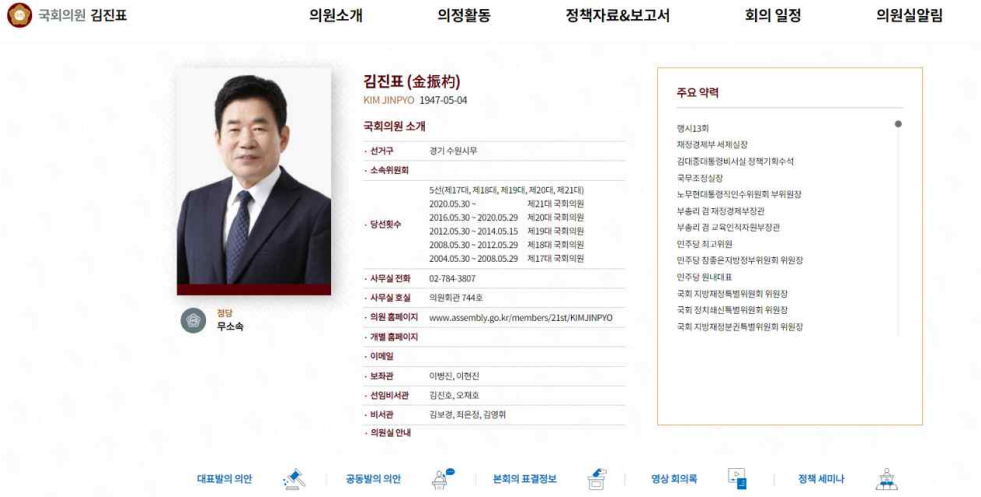 국회의원 김진표
의원소개 의정활동 정책자료&보고서 회의 일정 의원실알림
김진표 (金振杓)
KIM JINPYO 1947-05-04
국회의원 소개
· 선거구 경기 수원시무
· 소속위원회
· 당선횟수
5선(제17대, 제18대, 제19대, 제20대, 제21대)
2020.05.30 ~ 제21대 국회의원
2016.05.30 ~ 2020.05.29 제20대 국회의원
2012.05.30 ~ 2014.05.15 제19대 국회의원
2008.05.30 ~ 2012.05.29 제18대 국회의원
2004.05.30 ~ 2008.05.29 제17대 국회의원
· 사무실 전화 02-784-3807
· 사무실 호실 의원회관 744호
· 의원 홈페이지 www.assembly.go.kr/members/21st/KIMJINPYO
· 개별 홈페이지
· 이메일
· 보좌관 이병진, 이현진
· 선임비서관 김진호, 오재호
· 비서관 김보경, 최은정, 김영휘
· 의원실 안내
정당
무소속
주요 약력
행시13회
재정경제부 세제실장
김대중대통령비서실 정책기획수석
국무조정실장
노무현대통령직인수위원회 부위원장
부총리 겸 재정경제부장관
부총리 겸 교육인적자원부장관
민주당 최고위원
민주당 참좋은지방정부위원회 위원장
민주당 원내대표
국회 지방재정특별위원회 위원장
국회 정치쇄신특별위원회 위원장
국회 지방재정분권특별위원회 위원장
대표발의 의안 공동발의 의안 본회의 표결정보 영상 회의록 정책 세미나